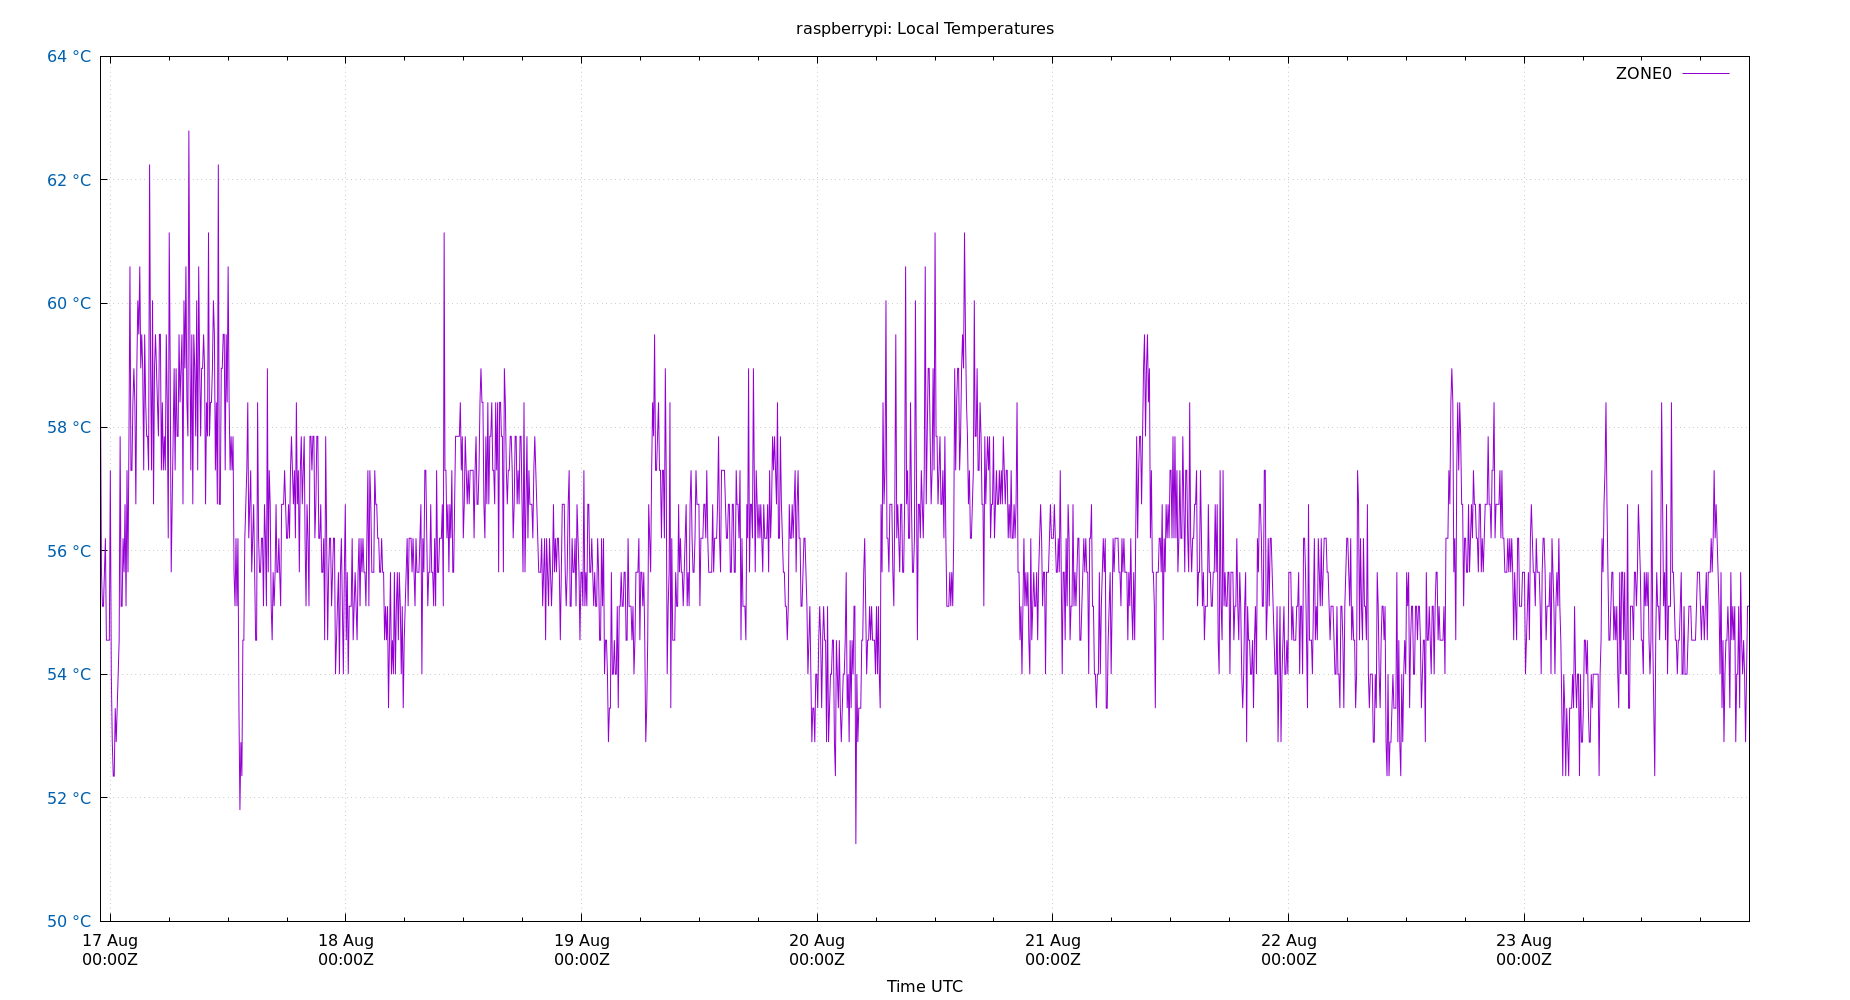 raspberrypi: Local Temperatures
64 °C
ZONE0
62 °C
60 °C
58 °C
56 °C
54 °C
52 °C
50 °C
17 Aug 18 Aug 19 Aug 20 Aug 21 Aug 22 Aug 23 Aug
00:00Z 00:00Z 00:00Z 00:00Z 00:00Z 00:00Z 00:00Z
Time UTC